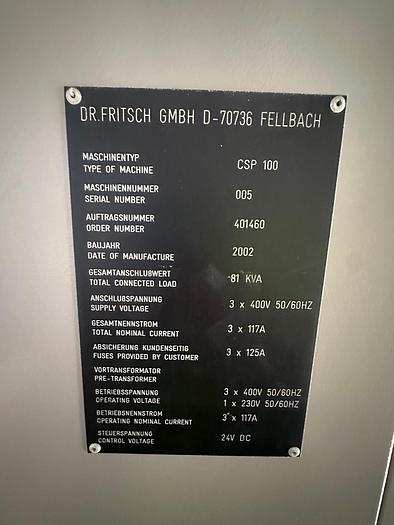 DR.FRITSCH GMBH D-70736 FELLBACH
MASCHINENTYP
TYPE OF MACHINE CSP 100
MASCHINENNUMMER
SERIAL NUMBER 005
AUFTRAGSNUMMER
ORDER NUMBER 401460
BAUJAHR
DATE OF MANUFACTURE 2002
GESAMTANSCHLUßWERT
TOTAL CONNECTED LOAD 81 KVA
ANSCHLUßSPANNUNG
SUPPLY VOLTAGE 3 x 400V 50/60HZ
GESAMTNENNSTROM
TOTAL NOMINAL CURRENT 3 x 117A
ABSICHERUNG KUNDENSEITIG
FUSES PROVIDED BY CUSTOMER 3 x 125A
VORTRANSFORMATOR
PRE-TRANSFORMER
BETRIEBSSPANNUNG 3 x 400V 50/60HZ
OPERATING VOLTAGE 1 x 230V 50/60HZ
BETRIEBSNENNSTROM
OPERATING NOMINAL CURRENT 3 x 117A
STEUERSPANNUNG
CONTROL VOLTAGE 24V DC